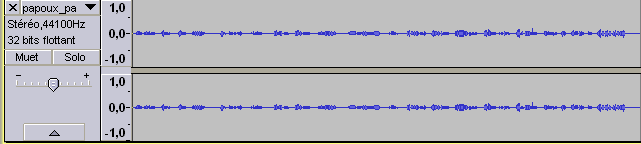 papoux_pa
Stéréo,44100Hz
32 bits flottant
Muet Solo
- +
1,0
0,0-
-1,0
1,0
0,0-
-1,0